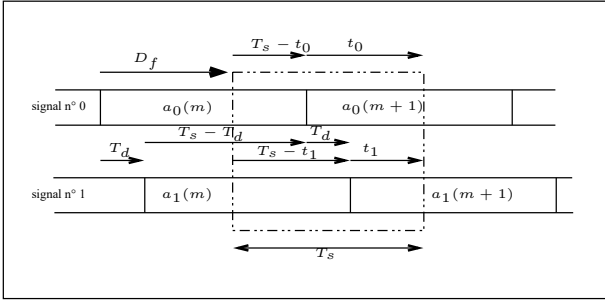 T_s − t_0 t_0
D_f
signal n° 0 a_0(m) a_0(m + 1)
T_s − T_d T_d
T_d T_s − t_1 t_1
signal n° 1 a_1(m) a_1(m + 1)
T_s